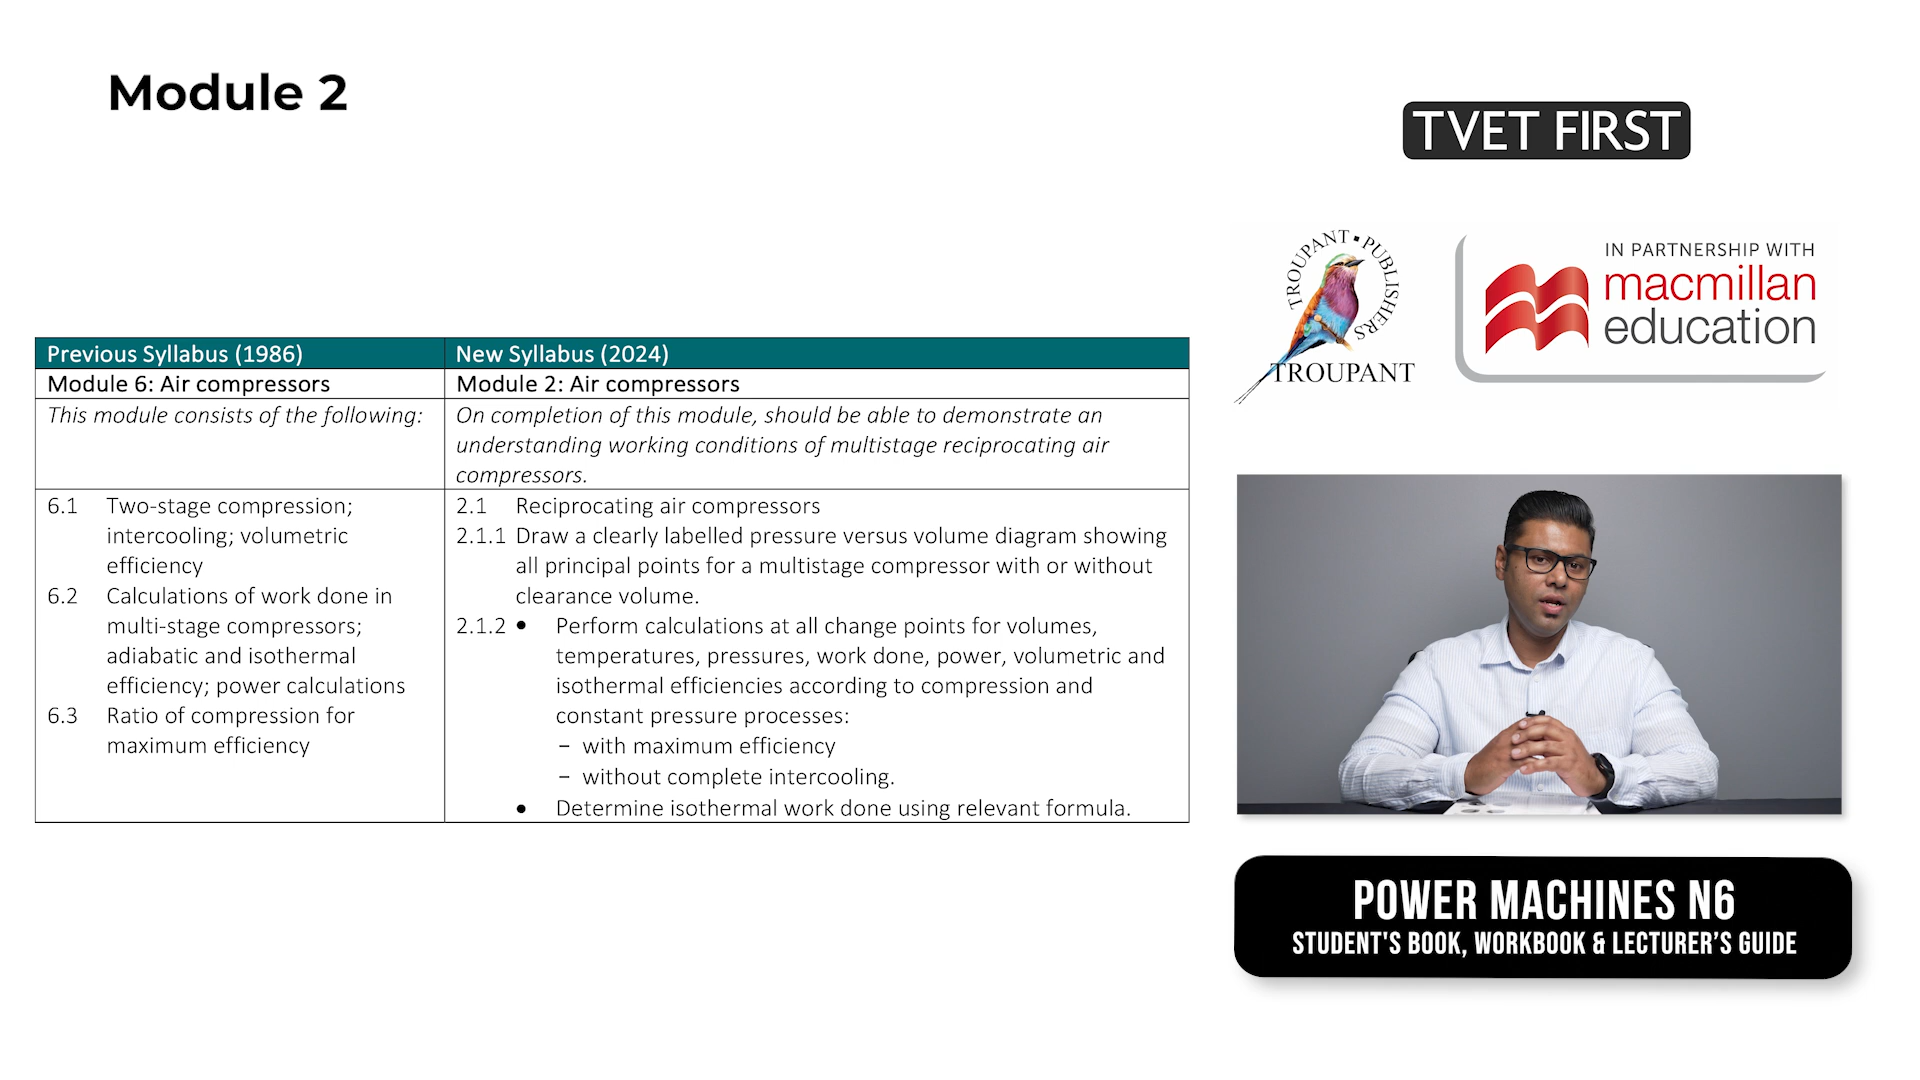 Module 2
TVET FIRST
TROUPANT ▪ PUBLISHERS
TROUPANT
IN PARTNERSHIP WITH
macmillan
education
Previous Syllabus (1986)
New Syllabus (2024)
Module 6: Air compressors
Module 2: Air compressors
This module consists of the following:
On completion of this module, should be able to demonstrate an
understanding working conditions of multistage reciprocating air
compressors.
6.1 Two-stage compression;
intercooling; volumetric
efficiency
6.2 Calculations of work done in
multi-stage compressors;
adiabatic and isothermal
efficiency; power calculations
6.3 Ratio of compression for
maximum efficiency
2.1 Reciprocating air compressors
2.1.1 Draw a clearly labelled pressure versus volume diagram showing
all principal points for a multistage compressor with or without
clearance volume.
2.1.2 • Perform calculations at all change points for volumes,
temperatures, pressures, work done, power, volumetric and
isothermal efficiencies according to compression and
constant pressure processes:
− with maximum efficiency
− without complete intercooling.
• Determine isothermal work done using relevant formula.
POWER MACHINES N6
STUDENT'S BOOK, WORKBOOK & LECTURER’S GUIDE